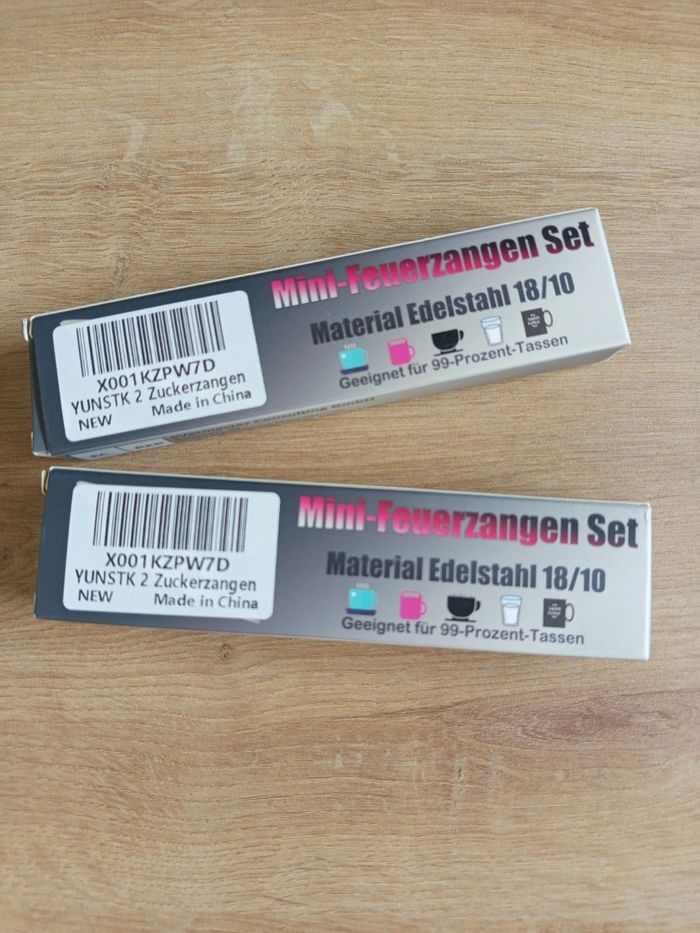 Mini-Feuerzangen Set
Material Edelstahl 18/10
Geeignet für 99-Prozent-Tassen
X001KZPW7D
YUNSTK 2 Zuckerzangen
NEW Made in China
Mini-Feuerzangen Set
Material Edelstahl 18/10
Geeignet für 99-Prozent-Tassen
X001KZPW7D
YUNSTK 2 Zuckerzangen
NEW Made in China